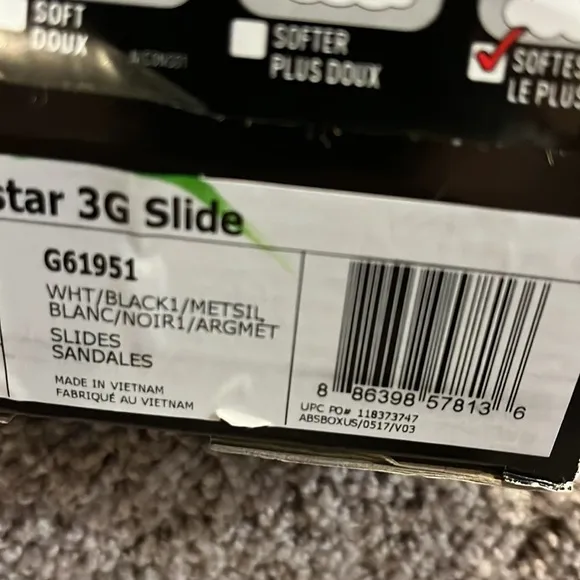 SOFT
DOUX
SOFTER
PLUS DOUX
SOFTES
LE PLUS
star 3G Slide
G61951
WHT/BLACK1/METSIL
BLANC/NOIR1/ARGMET
SLIDES
SANDALES
MADE IN VIETNAM
FABRIQUÉ AU VIETNAM
8 86398 57813 6
UPC PO# 118373747
ABSBOXUS/0517/V03